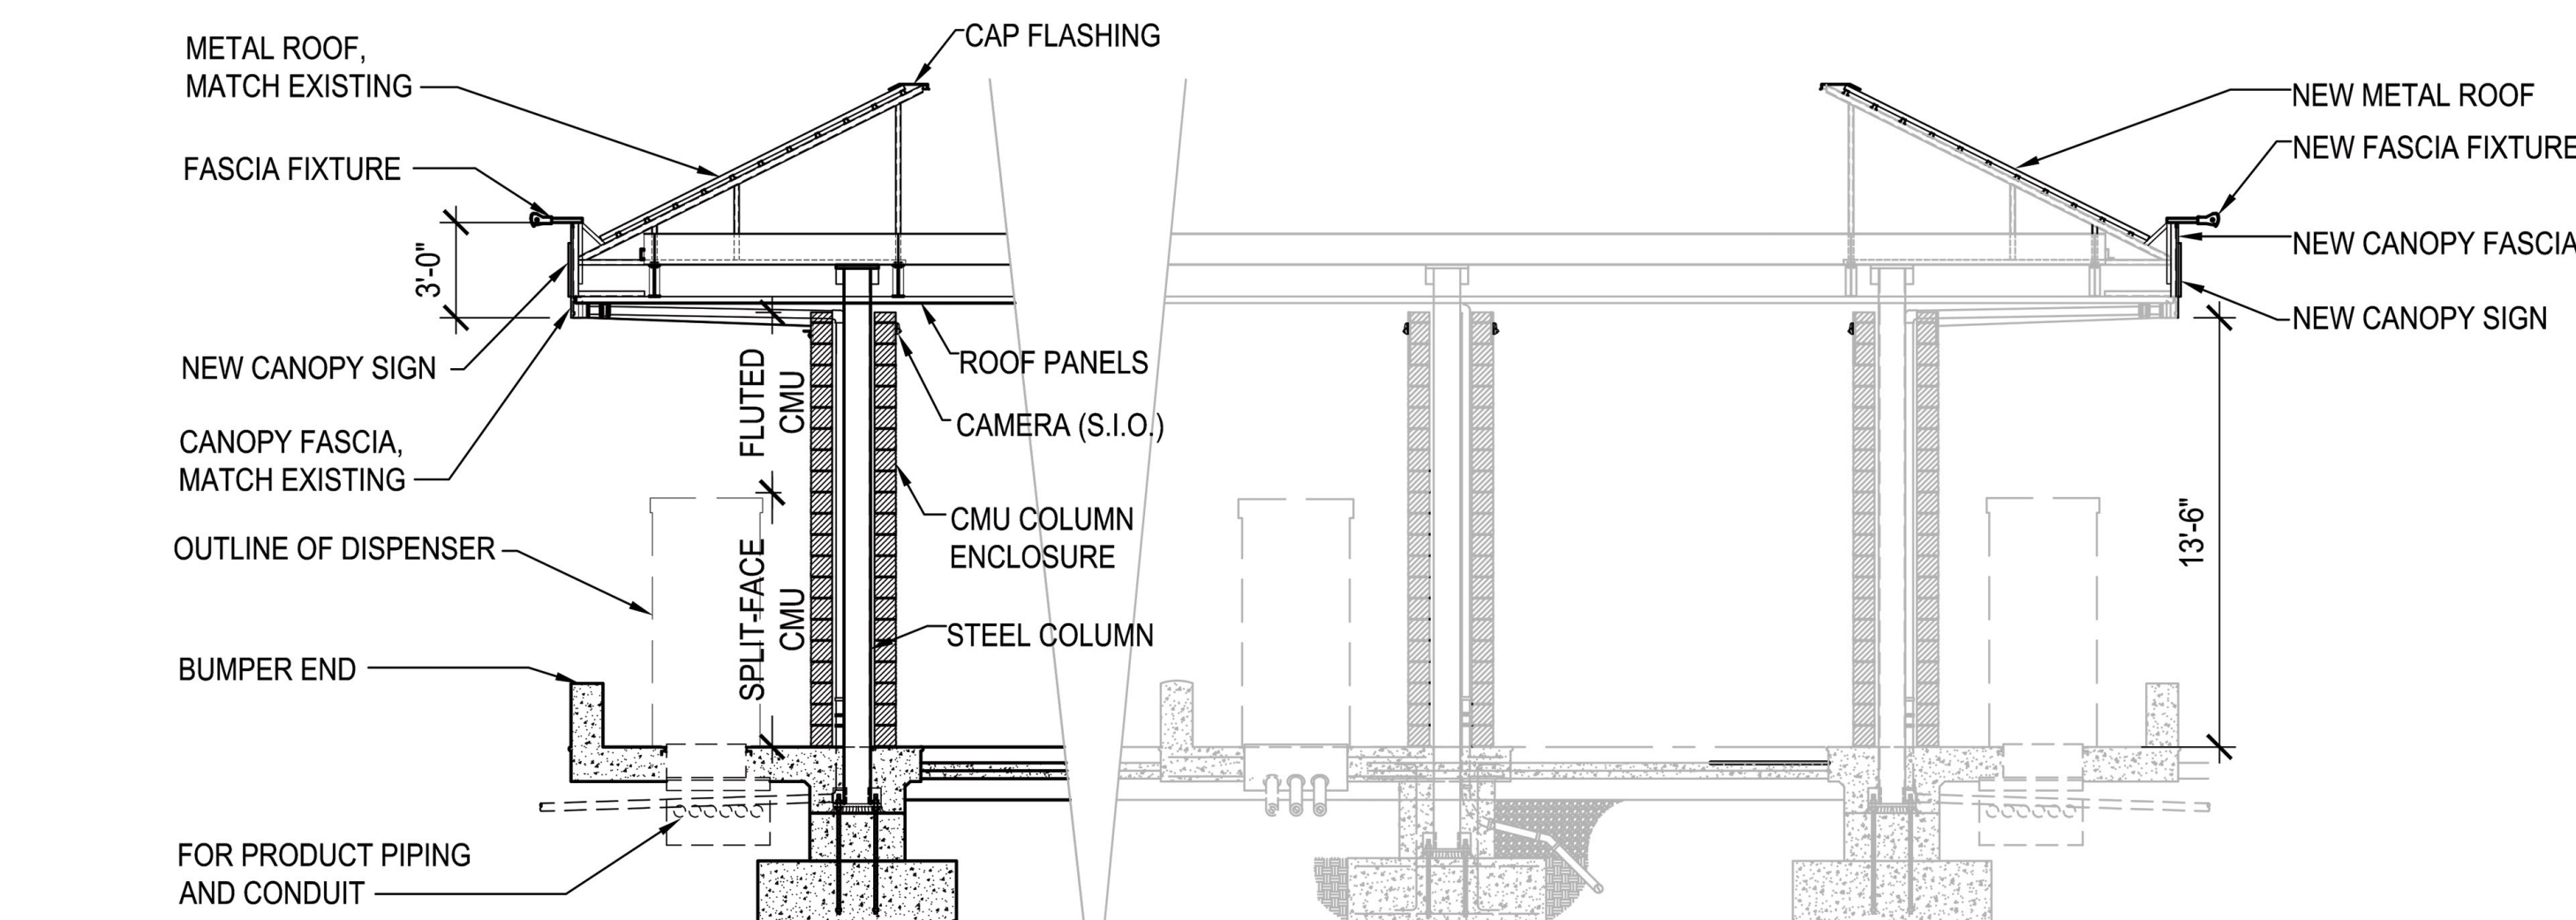 METAL ROOF,
MATCH EXISTING
FASCIA FIXTURE
3'-0"
NEW CANOPY SIGN
CANOPY FASCIA,
MATCH EXISTING
OUTLINE OF DISPENSER
BUMPER END
FOR PRODUCT PIPING
AND CONDUIT
FLUTED
CMU
SPLIT-FACE
CMU
CAP FLASHING
ROOF PANELS
CAMERA (S.I.O.)
CMU COLUMN
ENCLOSURE
STEEL COLUMN
NEW METAL ROOF
NEW FASCIA FIXTURE
NEW CANOPY FASCIA
NEW CANOPY SIGN
13'-6"